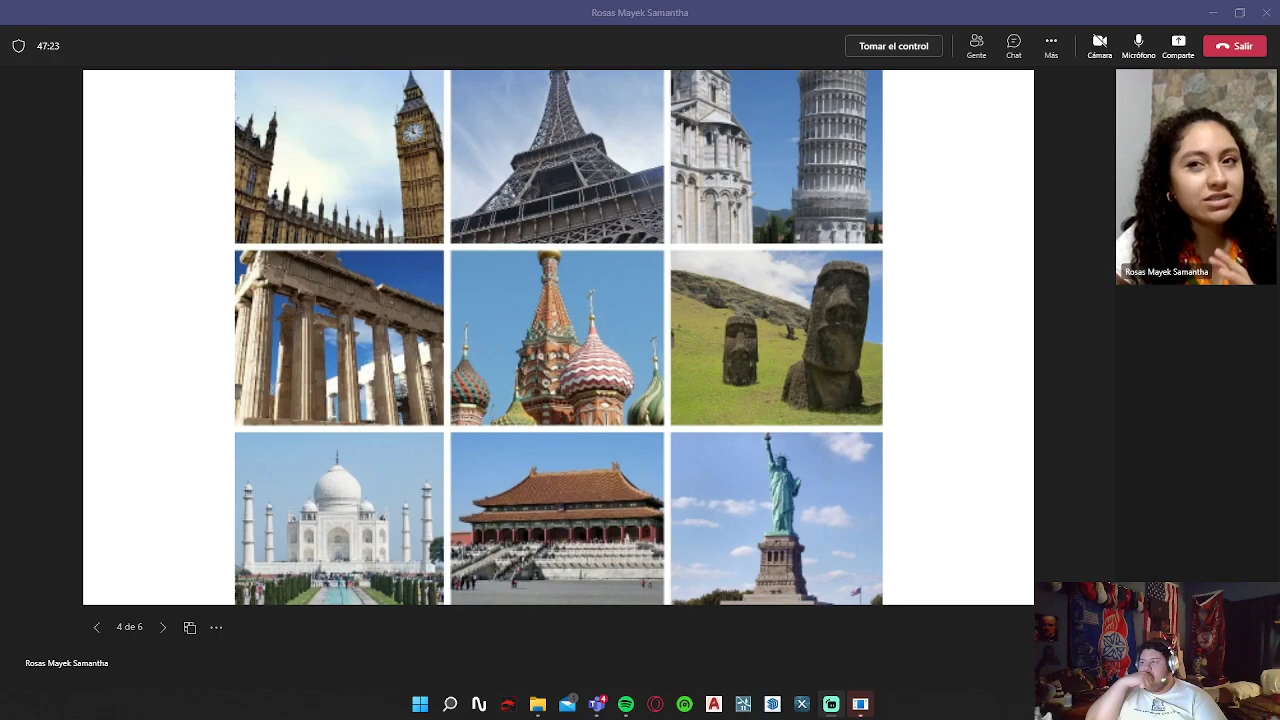 Rosas Mayek Samantha
47:23
Tomar el control
Gente
Chat
Más
Cámara
Micrófono
Comparte
Salir
Rosas Mayek Samantha
4 de 6
Rosas Mayek Samantha